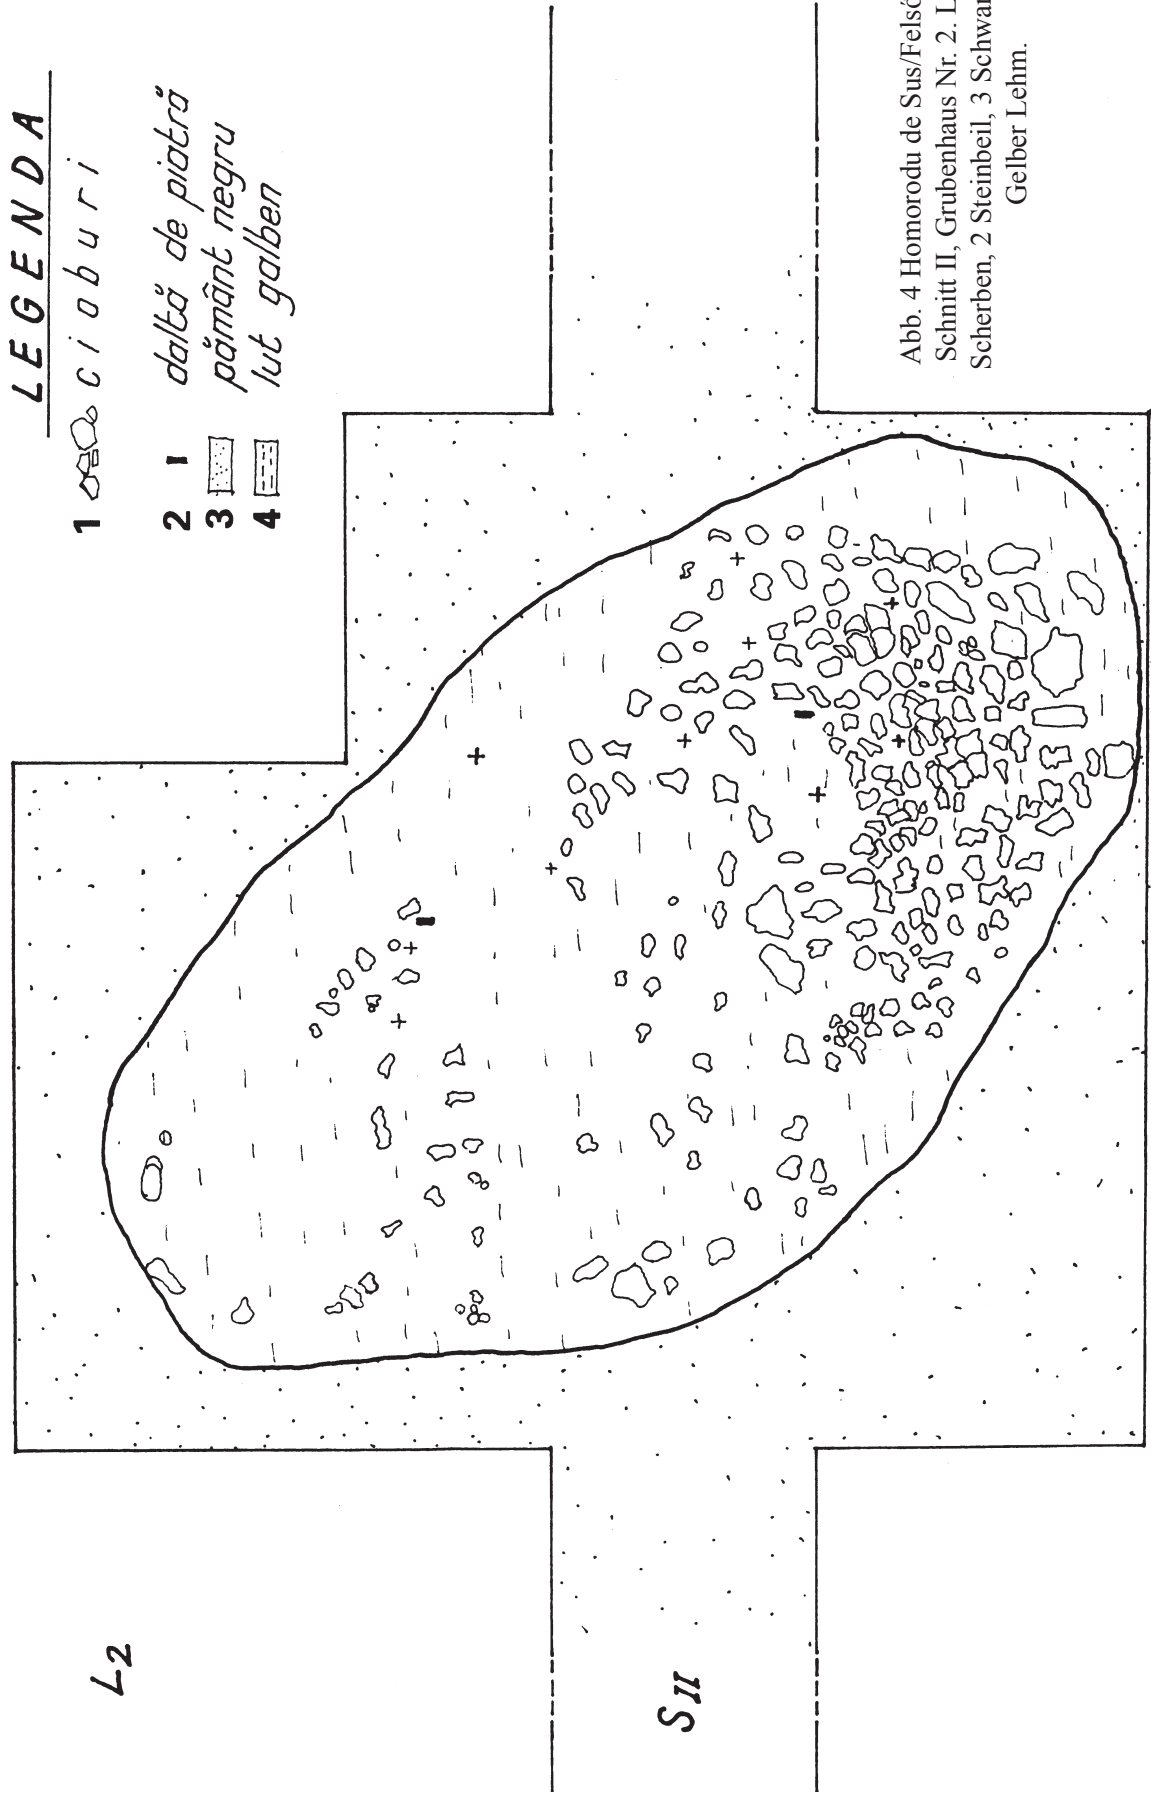 LEGENDA
1 cioburi
2 daltă de piatră
3 pământ negru
4 lut galben
L2
SII
Abb. 4 Homorodu de Sus/Felső
Schnitt II, Grubenhaus Nr. 2.
Scherben, 2 Steinbeil, 3
Gelber Lehm.